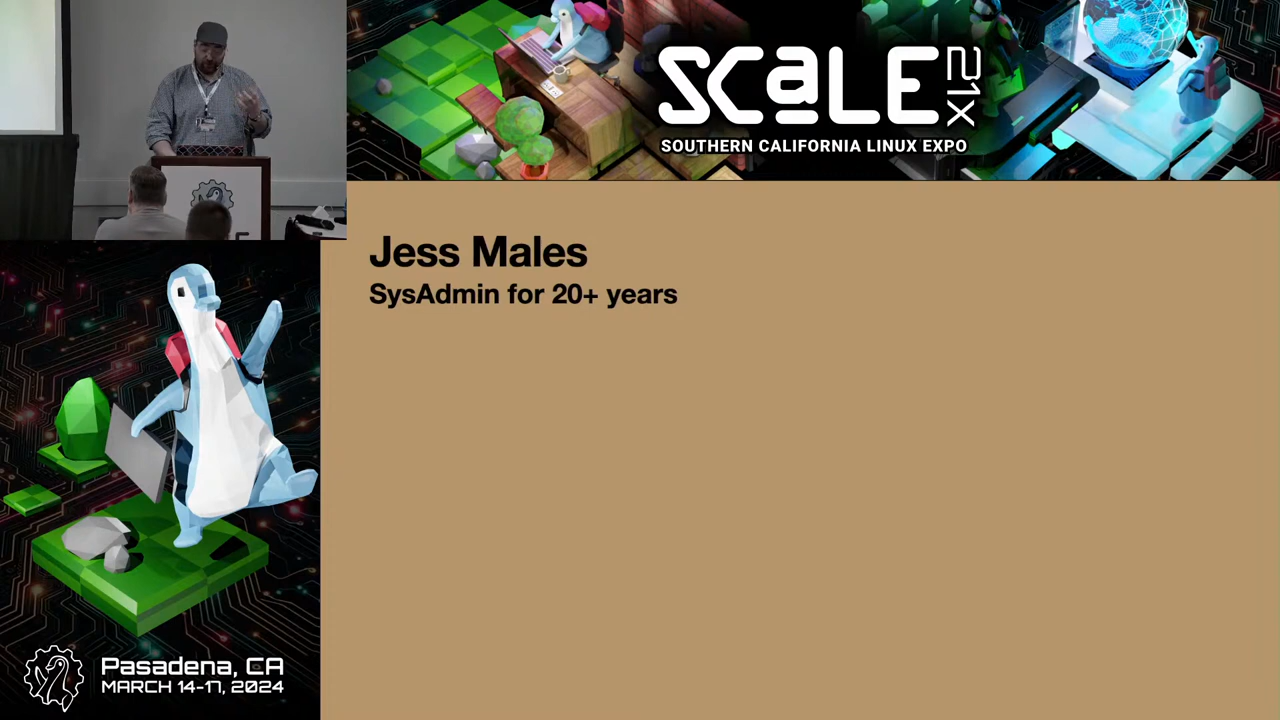 SCaLE 21X
SOUTHERN CALIFORNIA LINUX EXPO
Jess Males
SysAdmin for 20+ years
Pasadena, CA
MARCH 14-17, 2024